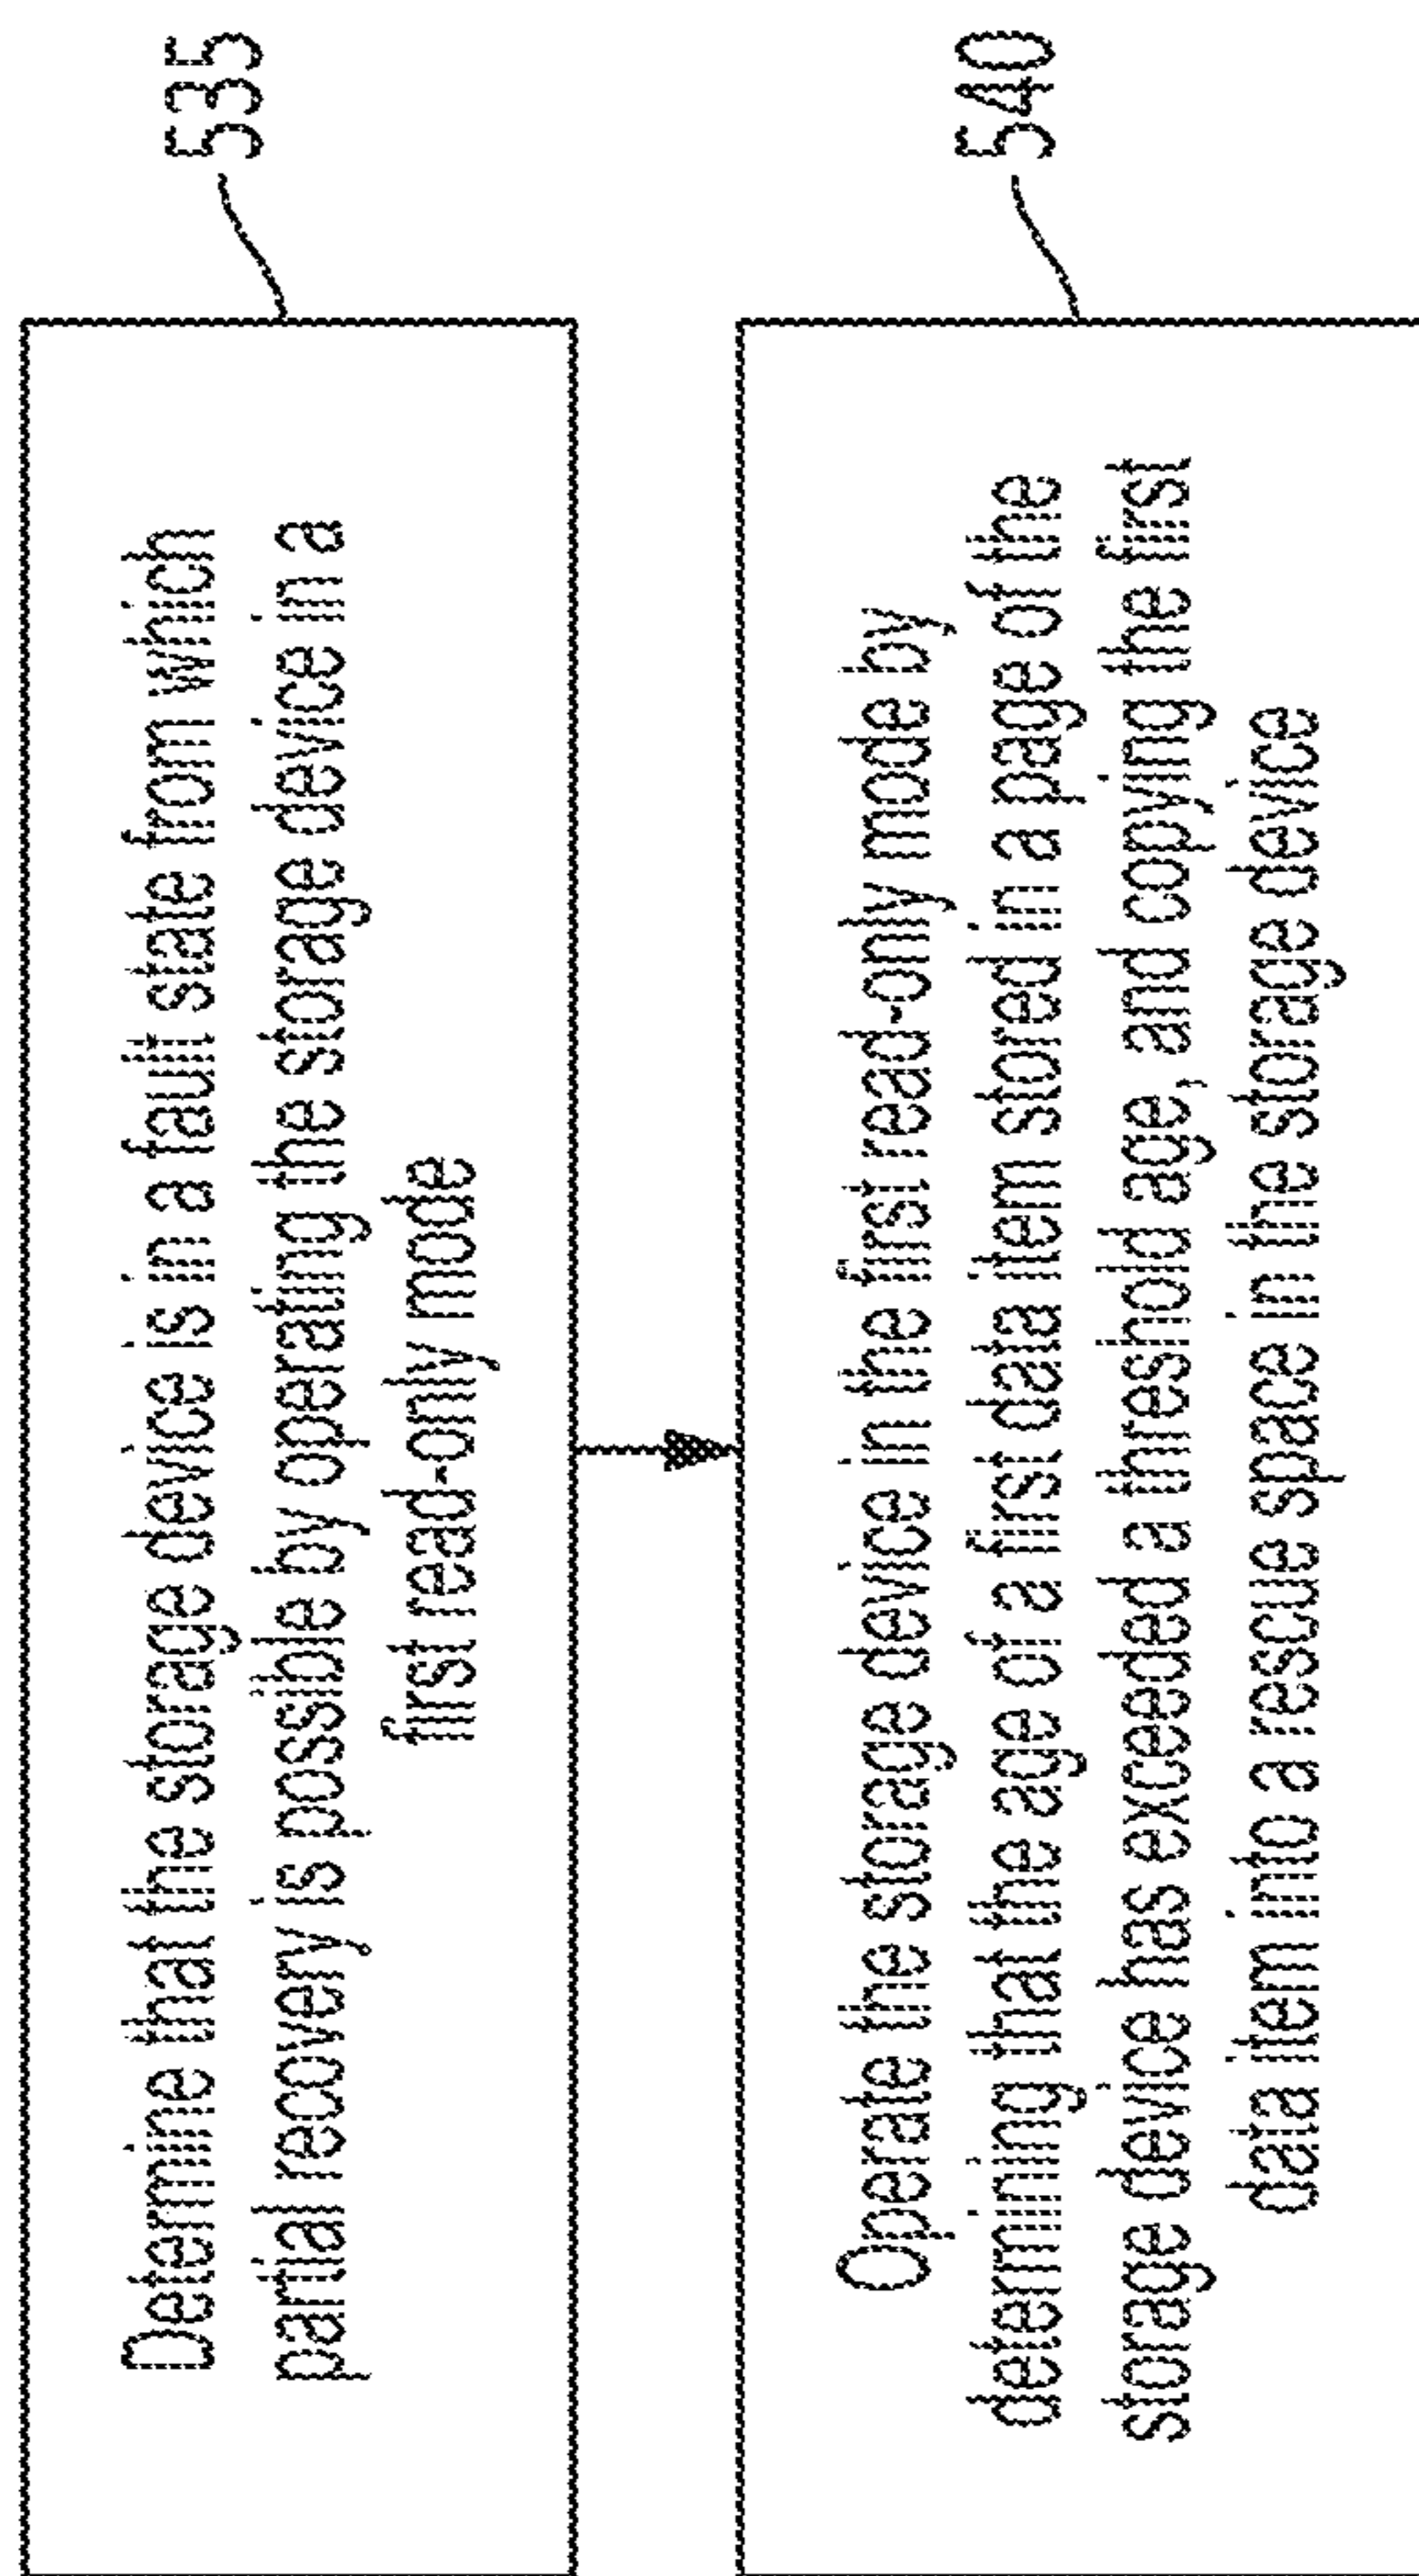 Determine that the storage device is in a fault state from which
partial recovery is possible by operating the storage device in a
first read-only mode
535
Operate the storage device in the first read-only mode by
determining that the age of a first data item stored in a page of the
storage device has exceeded a threshold age, and copying the first
data item into a rescue space in the storage device
540